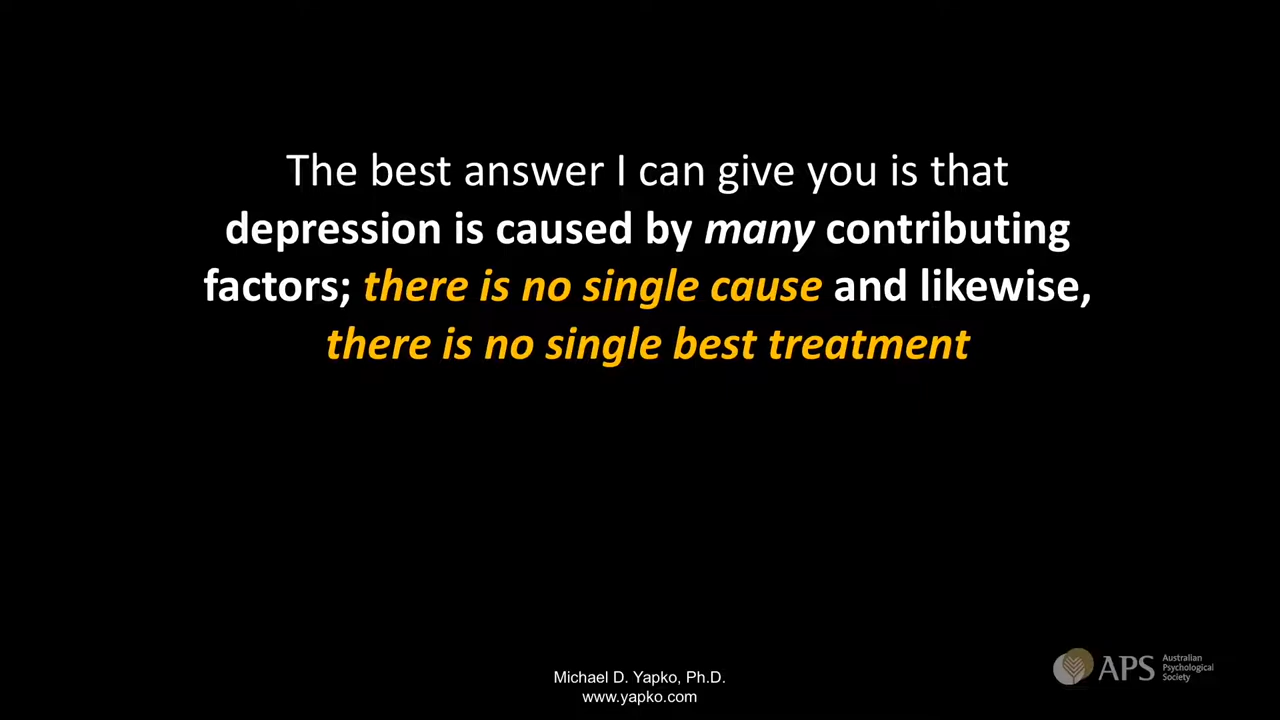 The best answer I can give you is that
depression is caused by many contributing
factors; there is no single cause and likewise,
there is no single best treatment
Michael D. Yapko, Ph.D.
www.yapko.com
APS
Australian
Psychological
Society